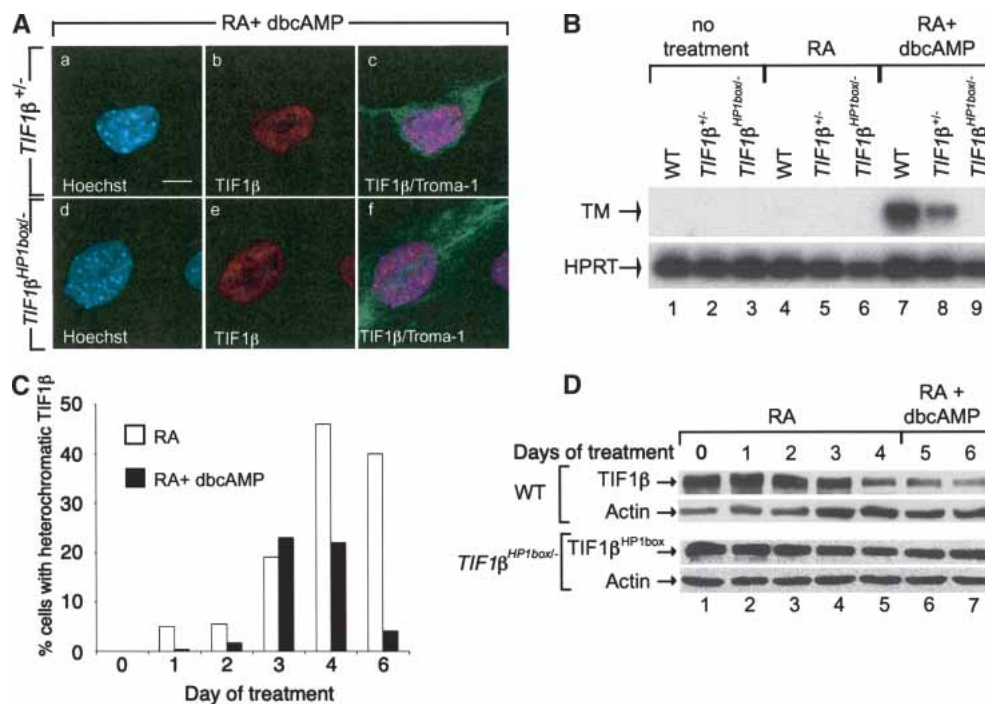 A
RA+ dbcAMP
TIF1β+/-
a
b
c
Hoechst
TIF1β
TIF1β/Troma-1
TIF1βHP1box/-
d
e
f
Hoechst
TIF1β
TIF1β/Troma-1
B
no treatment
RA
RA+ dbcAMP
WT
TIF1β+/-
TIF1βHP1box/-
WT
TIF1β+/-
TIF1βHP1box/-
WT
TIF1β+/-
TIF1βHP1box/-
TM
HPRT
1 2 3 4 5 6 7 8 9
C
% cells with heterochromatic TIF1β
50
40
30
20
10
0
RA
RA+ dbcAMP
0 1 2 3 4 6
Day of treatment
D
RA
RA + dbcAMP
Days of treatment 0 1 2 3 4 5 6
WT
TIF1β
Actin
TIF1βHP1box/-
TIF1βHP1box
Actin
1 2 3 4 5 6 7